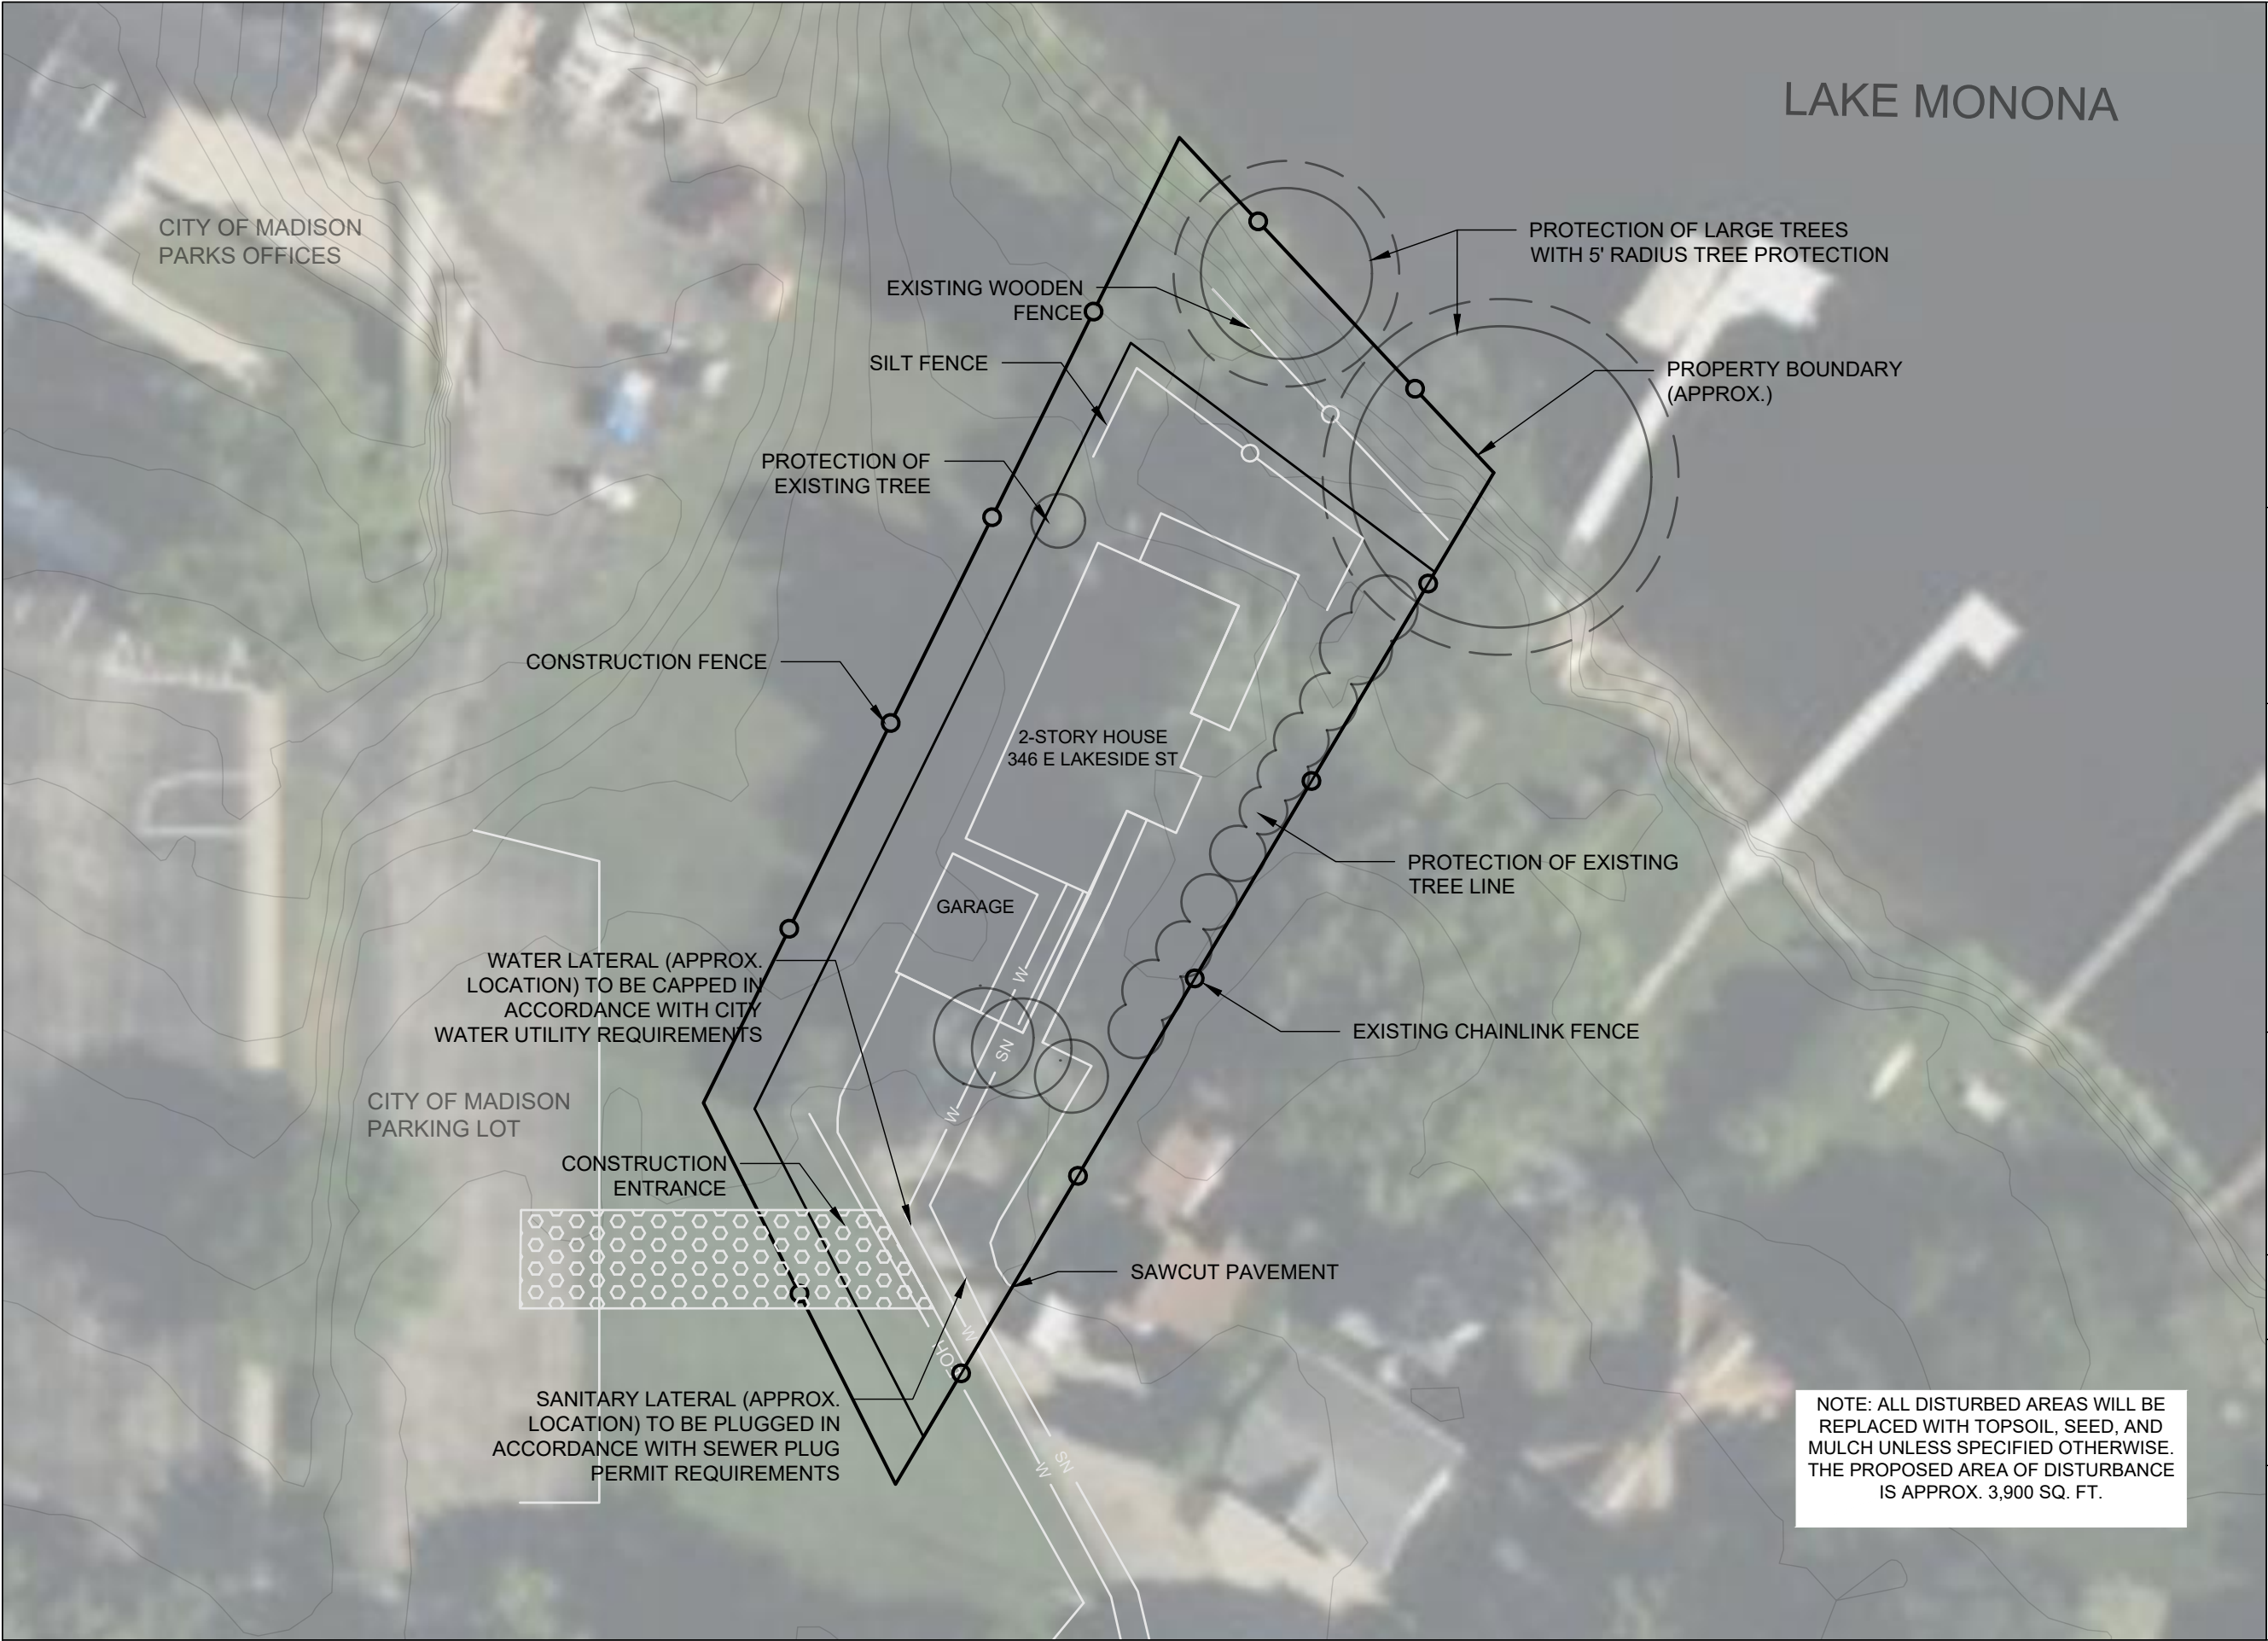 LAKE MONONA
CITY OF MADISON
PARKS OFFICES
PROTECTION OF LARGE TREES
WITH 5' RADIUS TREE PROTECTION
EXISTING WOODEN
FENCE
SILT FENCE
PROPERTY BOUNDARY
(APPROX.)
PROTECTION OF
EXISTING TREE
CONSTRUCTION FENCE
2-STORY HOUSE
346 E LAKESIDE ST
PROTECTION OF EXISTING
TREE LINE
GARAGE
WATER LATERAL (APPROX.
LOCATION) TO BE CAPPED IN
ACCORDANCE WITH CITY
WATER UTILITY REQUIREMENTS
W
EXISTING CHAINLINK FENCE
SN
CITY OF MADISON
PARKING LOT
W
CONSTRUCTION
ENTRANCE
SAWCUT PAVEMENT
W
OH
SANITARY LATERAL (APPROX.
LOCATION) TO BE PLUGGED IN
ACCORDANCE WITH SEWER PLUG
PERMIT REQUIREMENTS
SN
W
NOTE: ALL DISTURBED AREAS WILL BE
REPLACED WITH TOPSOIL, SEED, AND
MULCH UNLESS SPECIFIED OTHERWISE.
THE PROPOSED AREA OF DISTURBANCE
IS APPROX. 3,900 SQ. FT.